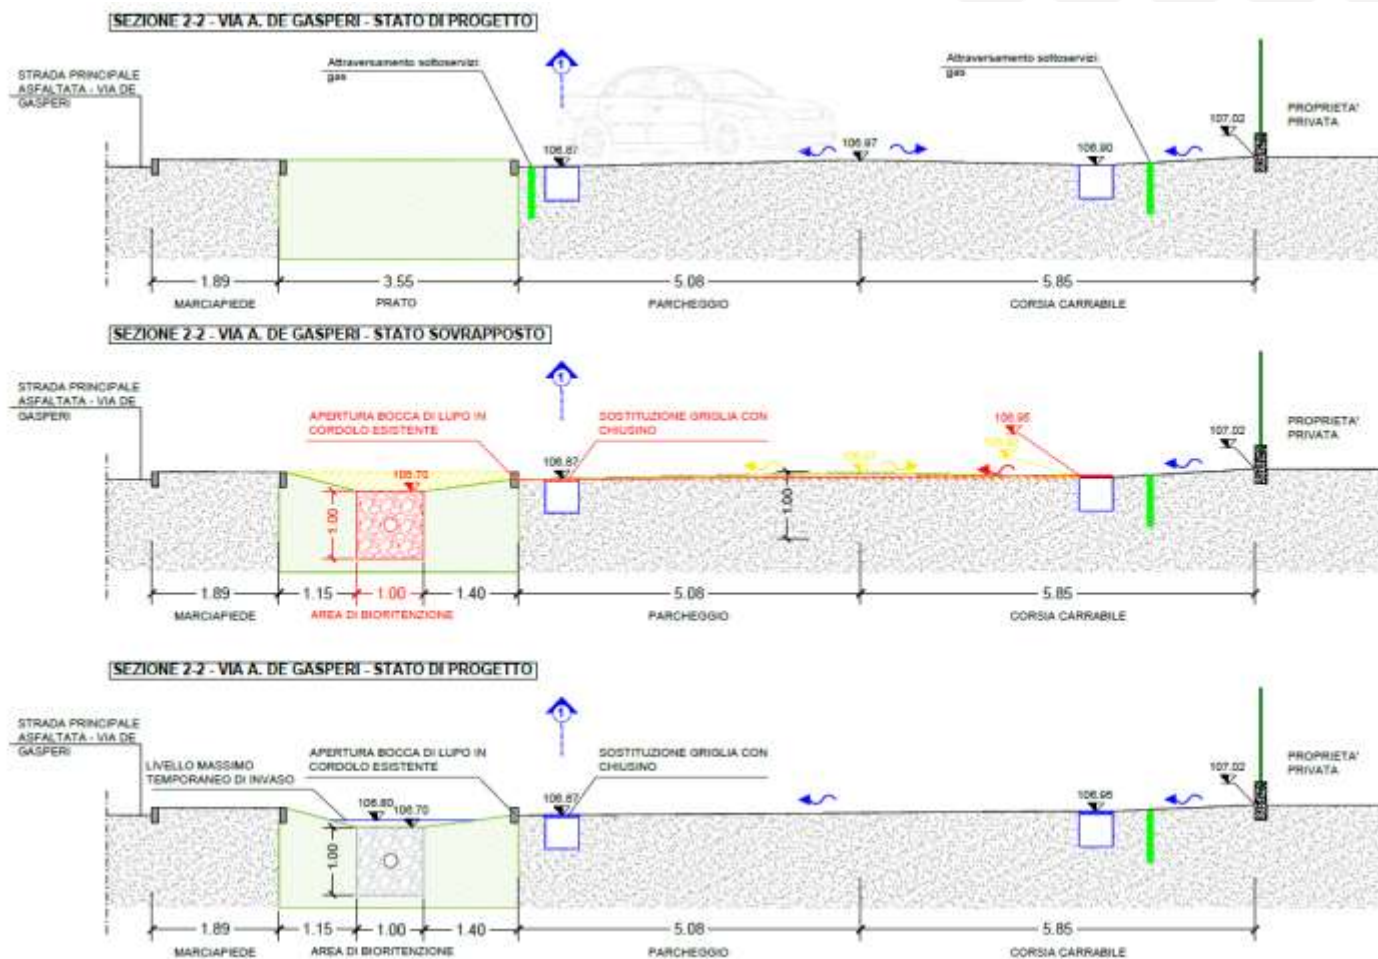 SEZIONE 2-2 - VIA A. DE GASPERI - STATO DI PROGETTO
STRADA PRINCIPALE
ASFALTATA - VIA DE
GASPERI
Attraversamento sottoservizi:
gas
1
Attraversamento sottoservizi:
gas
PROPRIETA'
PRIVATA
106.87
106.97
106.90
107.02
1.89
3.55
5.08
5.85
MARCIAPIEDE
PRATO
PARCHEGGIO
CORSIA CARRABILE
SEZIONE 2-2 - VIA A. DE GASPERI - STATO SOVRAPPOSTO
STRADA PRINCIPALE
ASFALTATA - VIA DE
GASPERI
APERTURA BOCCA DI LUPO IN
CORDOLO ESISTENTE
1
SOSTITUZIONE GRIGLIA CON
CHIUSINO
106.95
PROPRIETA'
PRIVATA
106.70
106.87
107.02
1.00
1.00
1.89
1.15
1.00
1.40
5.08
5.85
MARCIAPIEDE
AREA DI BIORITENZIONE
PARCHEGGIO
CORSIA CARRABILE
SEZIONE 2-2 - VIA A. DE GASPERI - STATO DI PROGETTO
STRADA PRINCIPALE
ASFALTATA - VIA DE
GASPERI
LIVELLO MASSIMO
TEMPORANEO DI INVASO
APERTURA BOCCA DI LUPO IN
CORDOLO ESISTENTE
1
SOSTITUZIONE GRIGLIA CON
CHIUSINO
PROPRIETA'
PRIVATA
106.80
106.70
106.87
106.95
107.02
1.00
1.89
1.15
1.00
1.40
5.08
5.85
MARCIAPIEDE
AREA DI BIORITENZIONE
PARCHEGGIO
CORSIA CARRABILE